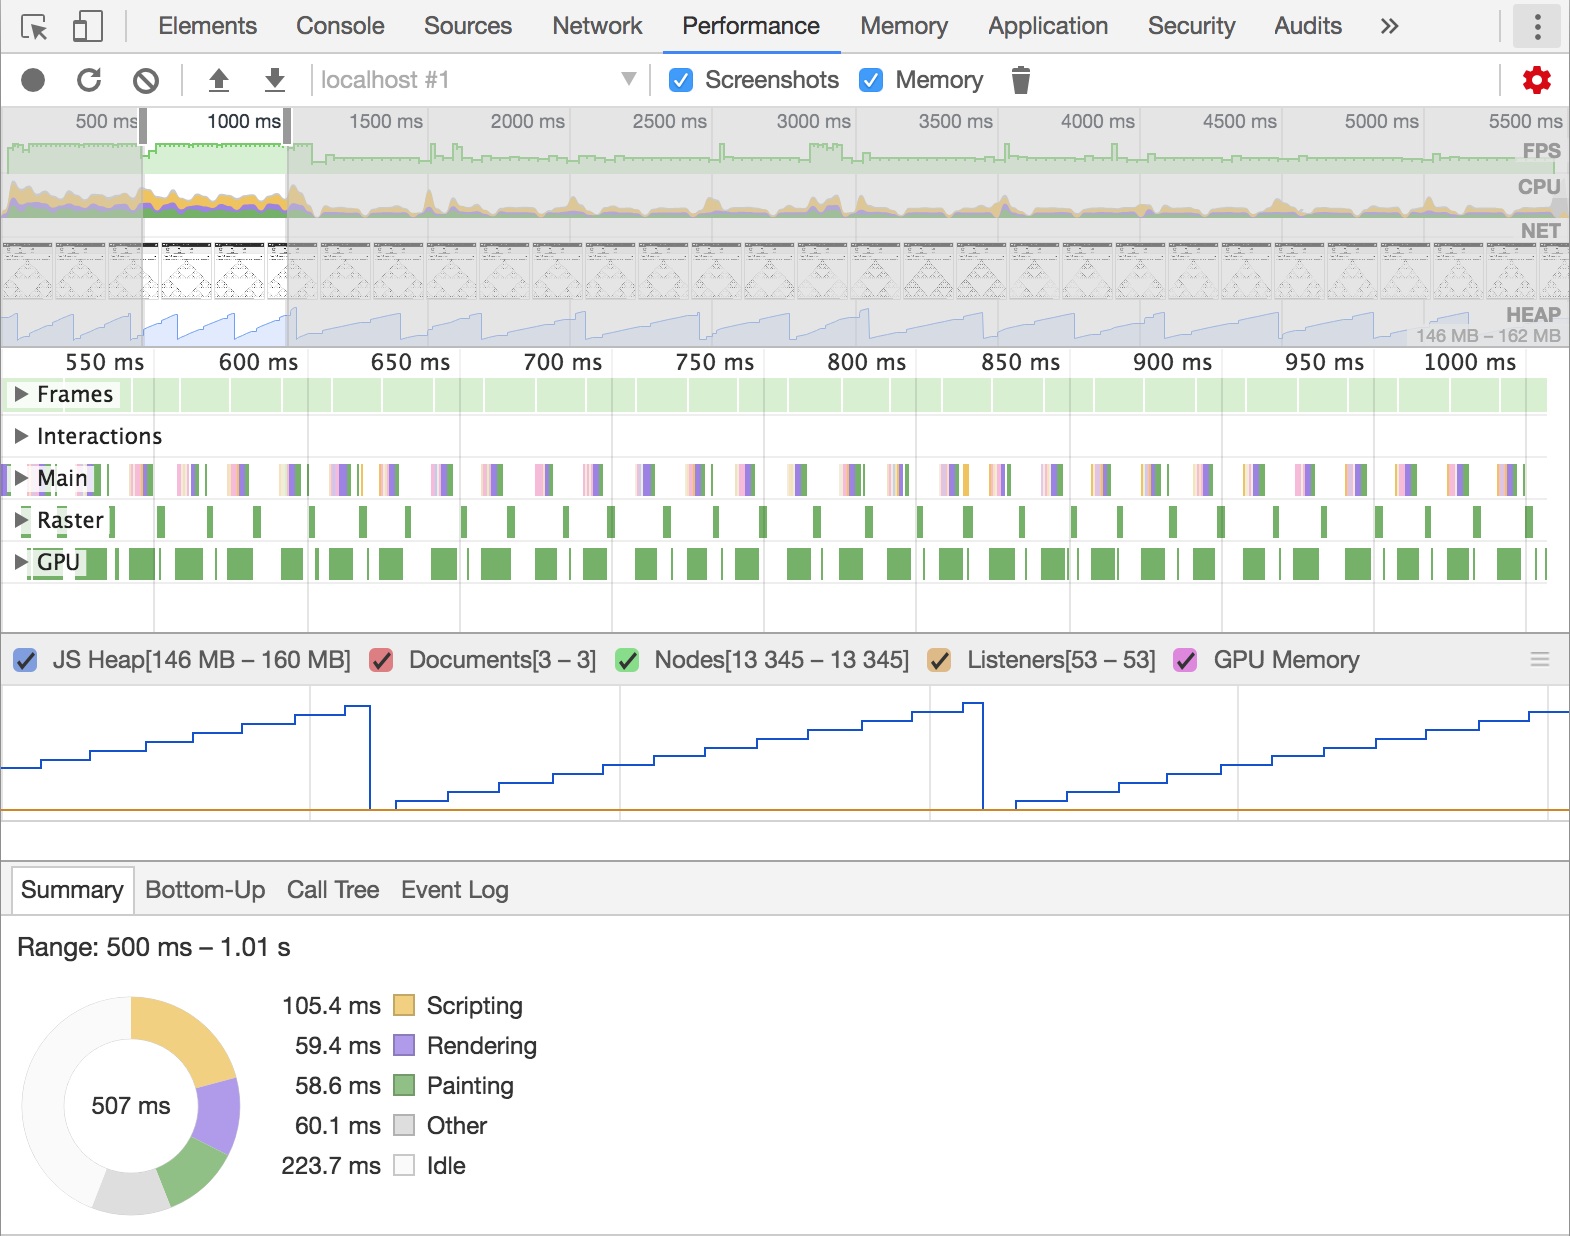 Elements Console Sources Network Performance Memory Application Security Audits »
localhost #1 Screenshots Memory
500 ms 1000 ms 1500 ms 2000 ms 2500 ms 3000 ms 3500 ms 4000 ms 4500 ms 5000 ms 5500 ms
FPS
CPU
NET
HEAP
146 MB – 162 MB
550 ms 600 ms 650 ms 700 ms 750 ms 800 ms 850 ms 900 ms 950 ms 1000 ms
Frames
Interactions
Main
Raster
GPU
JS Heap[146 MB – 160 MB] Documents[3 – 3] Nodes[13 345 – 13 345] Listeners[53 – 53] GPU Memory
Summary Bottom-Up Call Tree Event Log
Range: 500 ms – 1.01 s
105.4 ms Scripting
59.4 ms Rendering
507 ms 58.6 ms Painting
60.1 ms Other
223.7 ms Idle